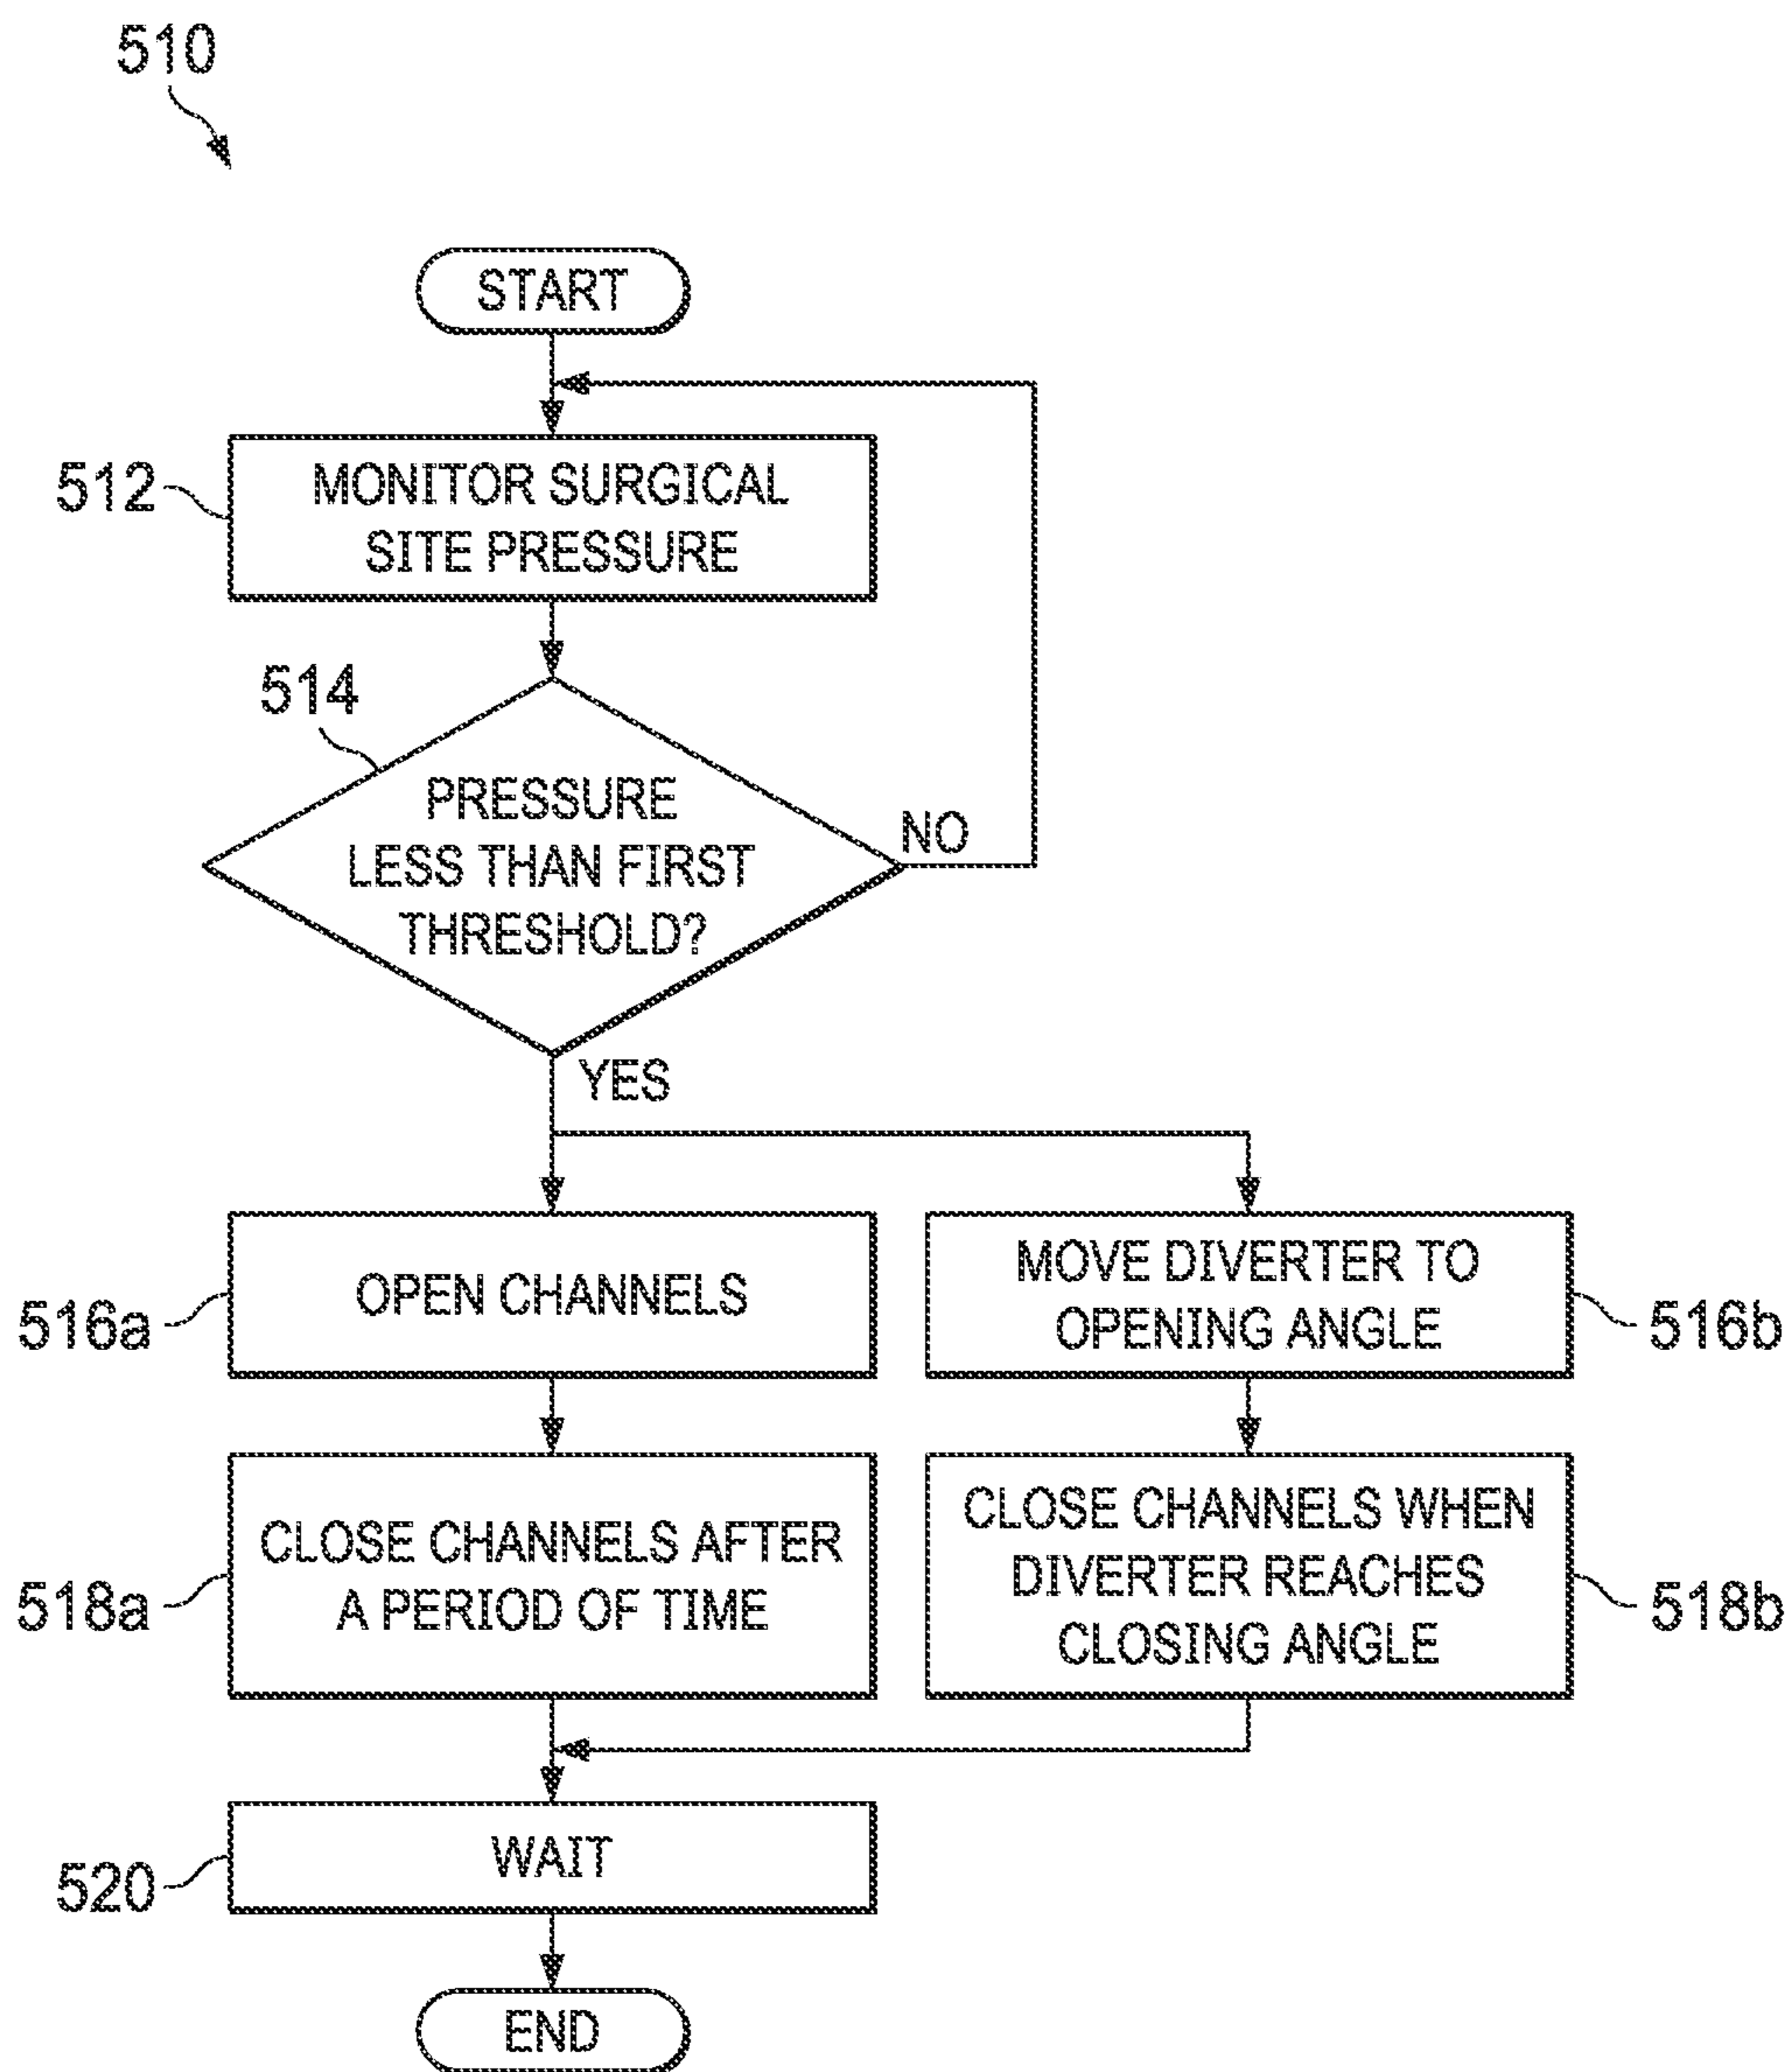 510
START
512
MONITOR SURGICAL
SITE PRESSURE
514
PRESSURE
LESS THAN FIRST
THRESHOLD?
NO
YES
516a
OPEN CHANNELS
MOVE DIVERTER TO
OPENING ANGLE
516b
518a
CLOSE CHANNELS AFTER
A PERIOD OF TIME
CLOSE CHANNELS WHEN
DIVERTER REACHES
CLOSING ANGLE
518b
520
WAIT
END